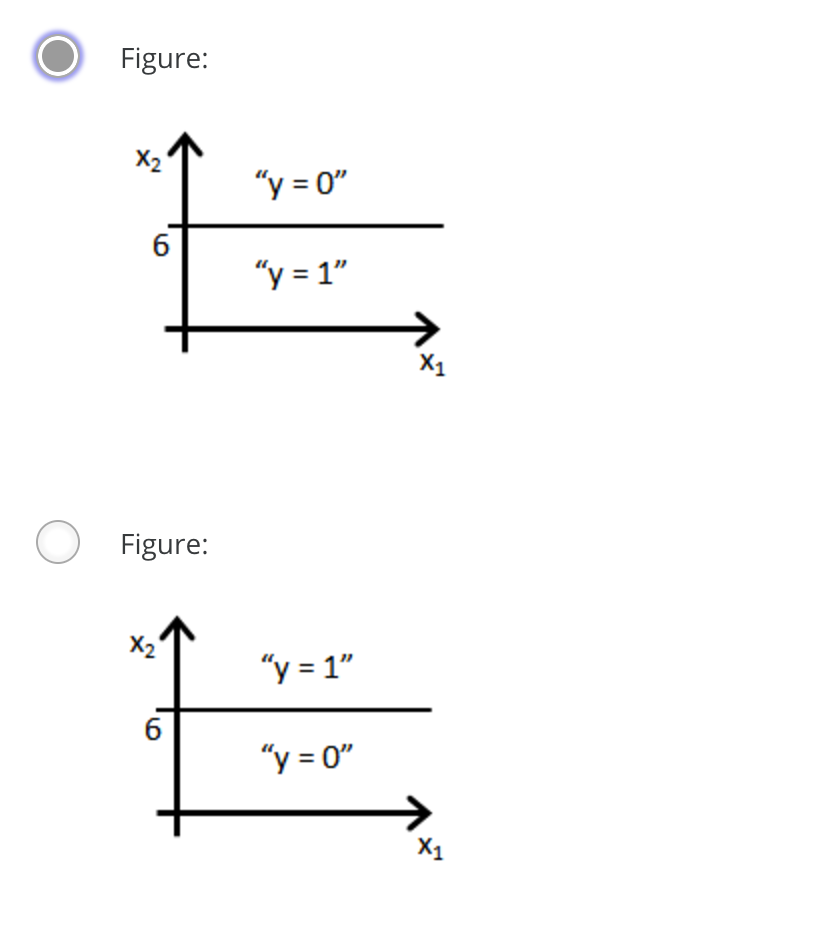 Figure:
x₂
“y = 0”
6
“y = 1”
x₁
Figure:
x₂
“y = 1”
6
“y = 0”
x₁